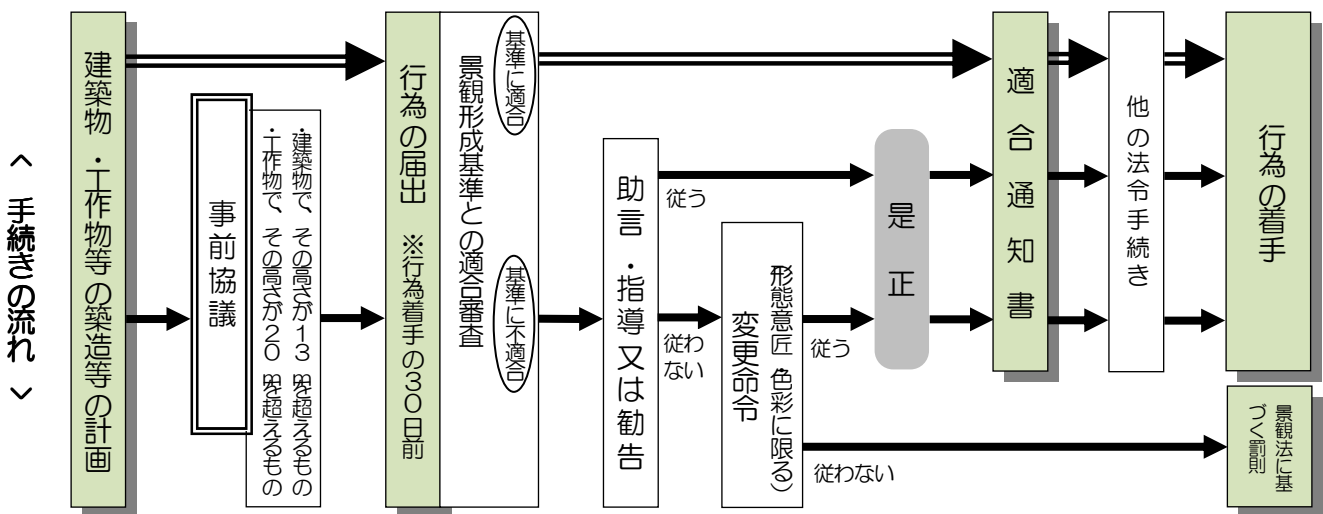 ＜ 手続きの流れ ＞
建築物・工作物等の築造等の計画
事前協議
・建築物で、その高さが13ｍを超えるもの
・工作物で、その高さが20ｍを超えるもの
行為の届出　※行為着手の30日前
景観形成基準との適合審査
基準に適合
基準に不適合
助言・指導又は勧告
従う
従わ
ない
変更命令
形態意匠（色彩に限る）
従う
従わない
是正
適合通知書
他の法令手続き
行為の着手
景観法に基
づく罰則